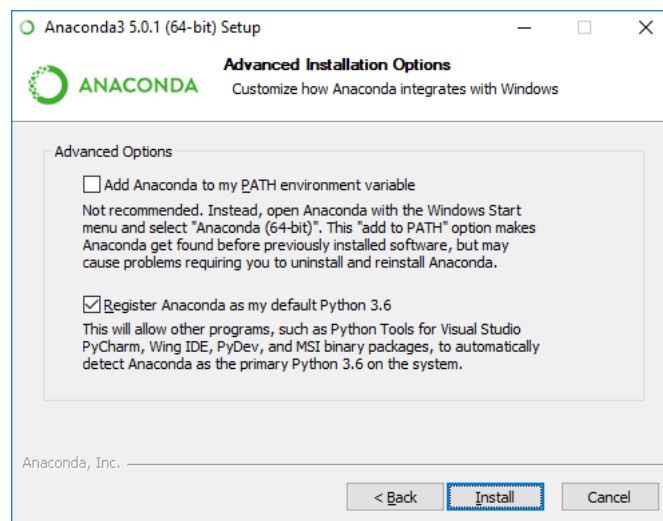 Anaconda3 5.0.1 (64-bit) Setup
ANACONDA
Advanced Installation Options
Customize how Anaconda integrates with Windows
Advanced Options
Add Anaconda to my PATH environment variable
Not recommended. Instead, open Anaconda with the Windows Start
menu and select "Anaconda (64-bit)". This "add to PATH" option makes
Anaconda get found before previously installed software, but may
cause problems requiring you to uninstall and reinstall Anaconda.
Register Anaconda as my default Python 3.6
This will allow other programs, such as Python Tools for Visual Studio
PyCharm, Wing IDE, PyDev, and MSI binary packages, to automatically
detect Anaconda as the primary Python 3.6 on the system.
Anaconda, Inc.
< Back Install Cancel